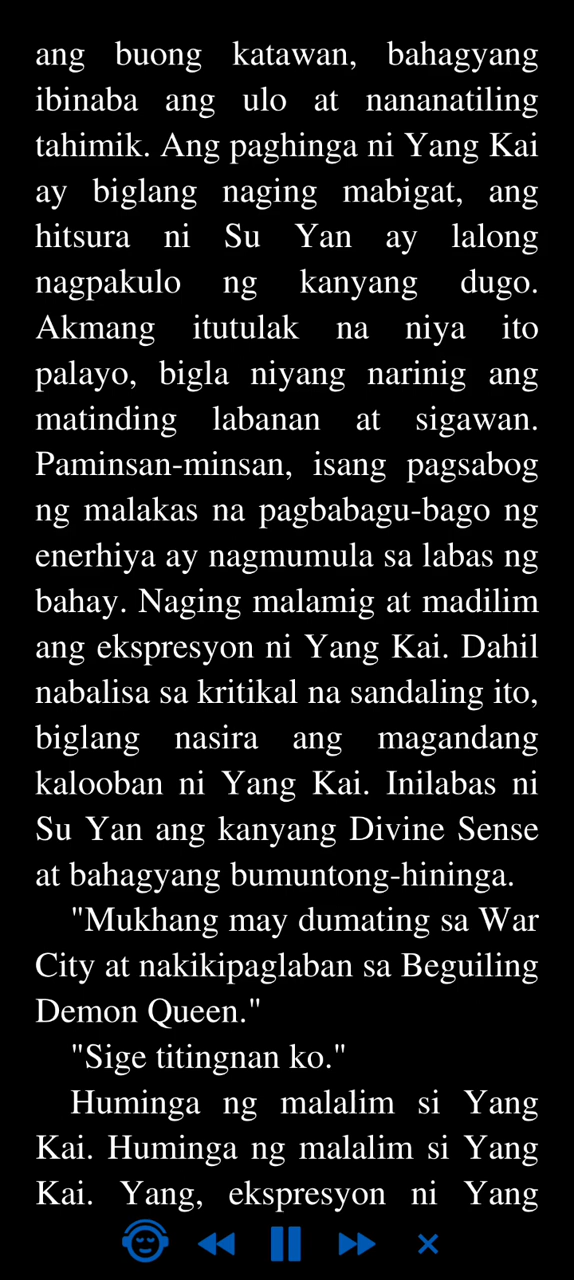 ang buong katawan, bahagyang
ibinaba ang ulo at nananatiling
tahimik. Ang paghinga ni Yang Kai
ay biglang naging mabigat, ang
hitsura ni Su Yan ay lalong
nagpakulo ng kanyang dugo.
Akmang itutulak na niya ito
palayo, bigla niyang narinig ang
matinding labanan at sigawan.
Paminsan-minsan, isang pagsabog
ng malakas na pagbabagu-bago ng
enerhiya ay nagmumula sa labas ng
bahay. Naging malamig at madilim
ang ekspresyon ni Yang Kai. Dahil
nabalisa sa kritikal na sandaling ito,
biglang nasira ang magandang
kalooban ni Yang Kai. Inilabas ni
Su Yan ang kanyang Divine Sense
at bahagyang bumuntong-hininga.
"Mukhang may dumating sa War
City at nakikipaglaban sa Beguiling
Demon Queen."
"Sige titingnan ko."
Huminga ng malalim si Yang
Kai. Huminga ng malalim si Yang
Kai. Yang, ekspresyon ni Yang